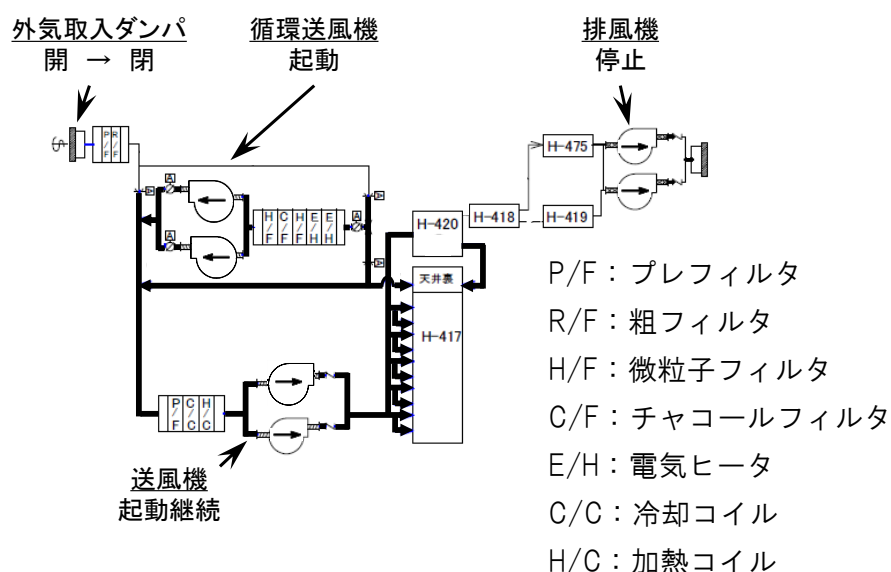 外気取入ダンパ
開 → 閉
循環送風機
起動
排風機
停止
P/F
R/F
H/F
C/F
H/F
E/H
E/H
A
A
A
A
A
A
H-475
H-418
H-419
H-420
天井裏
H-417
P/F
C/C
H/C
送風機
起動継続
P/F：プレフィルタ
R/F：粗フィルタ
H/F：微粒子フィルタ
C/F：チャコールフィルタ
E/H：電気ヒータ
C/C：冷却コイル
H/C：加熱コイル